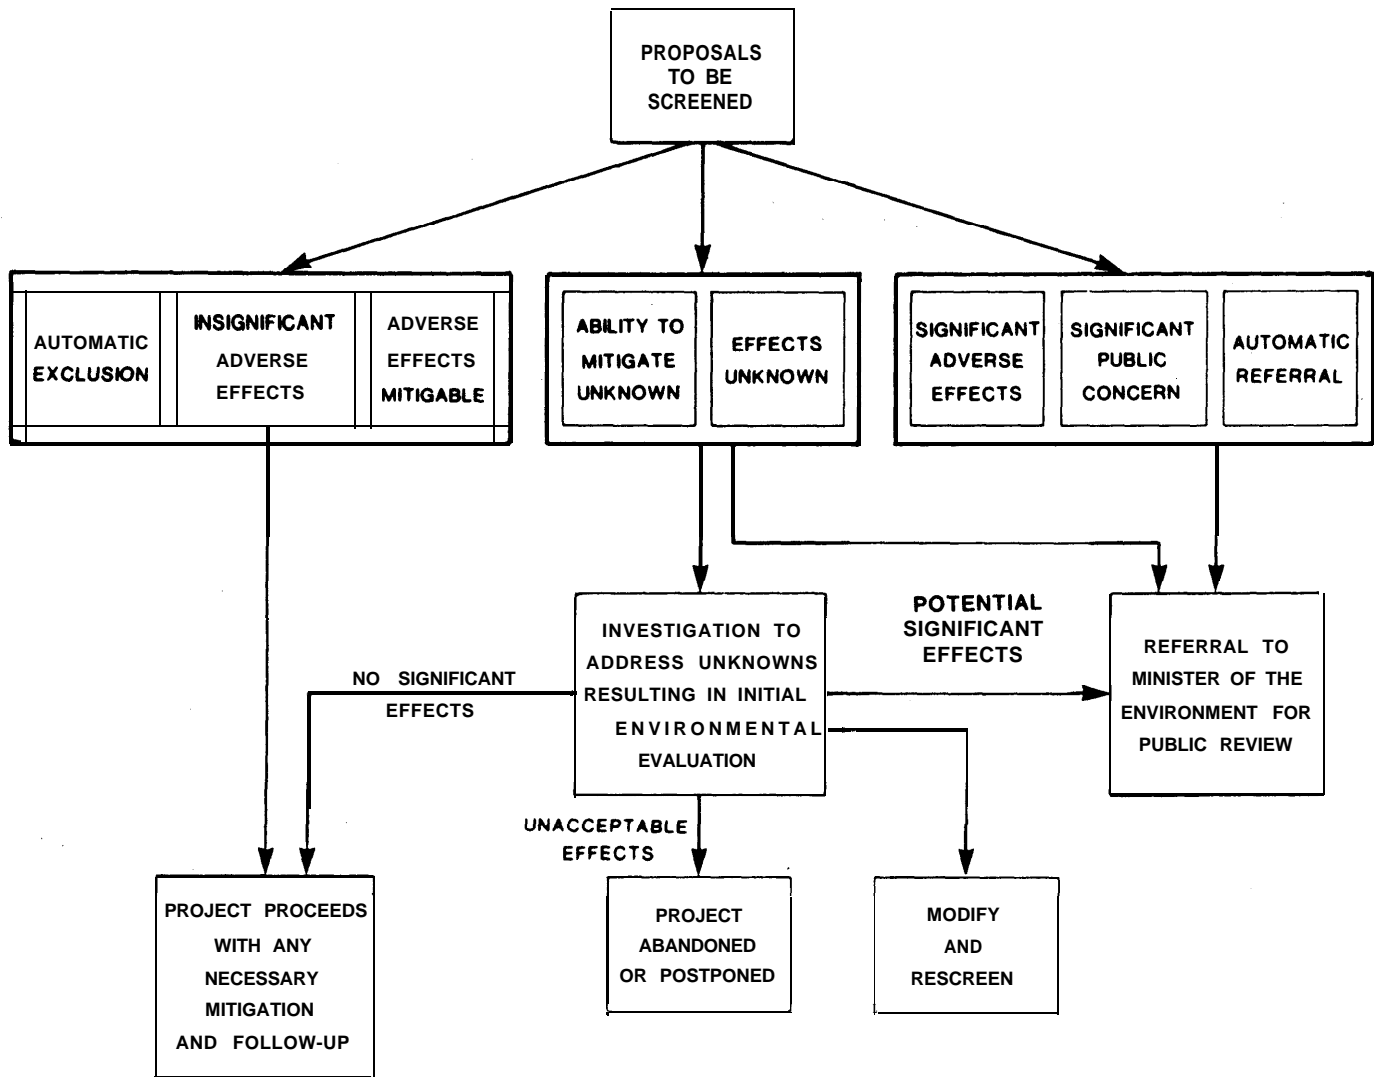 PROPOSALS
TO BE
SCREENED
AUTOMATIC
EXCLUSION
INSIGNIFICANT
ADVERSE
EFFECTS
ADVERSE
EFFECTS
MITIGABLE
ABILITY TO
MITIGATE
UNKNOWN
EFFECTS
UNKNOWN
SIGNIFICANT
ADVERSE
EFFECTS
SIGNIFICANT
PUBLIC
CONCERN
AUTOMATIC
REFERRAL
NO SIGNIFICANT
EFFECTS
INVESTIGATION TO
ADDRESS UNKNOWNS
RESULTING IN INITIAL
ENVIRONMENTAL
EVALUATION
POTENTIAL
SIGNIFICANT
EFFECTS
REFERRAL TO
MINISTER OF THE
ENVIRONMENT FOR
PUBLIC REVIEW
UNACCEPTABLE
EFFECTS
PROJECT PROCEEDS
WITH ANY
NECESSARY
MITIGATION
AND FOLLOW-UP
PROJECT
ABANDONED
OR POSTPONED
MODIFY
AND
RESCREEN